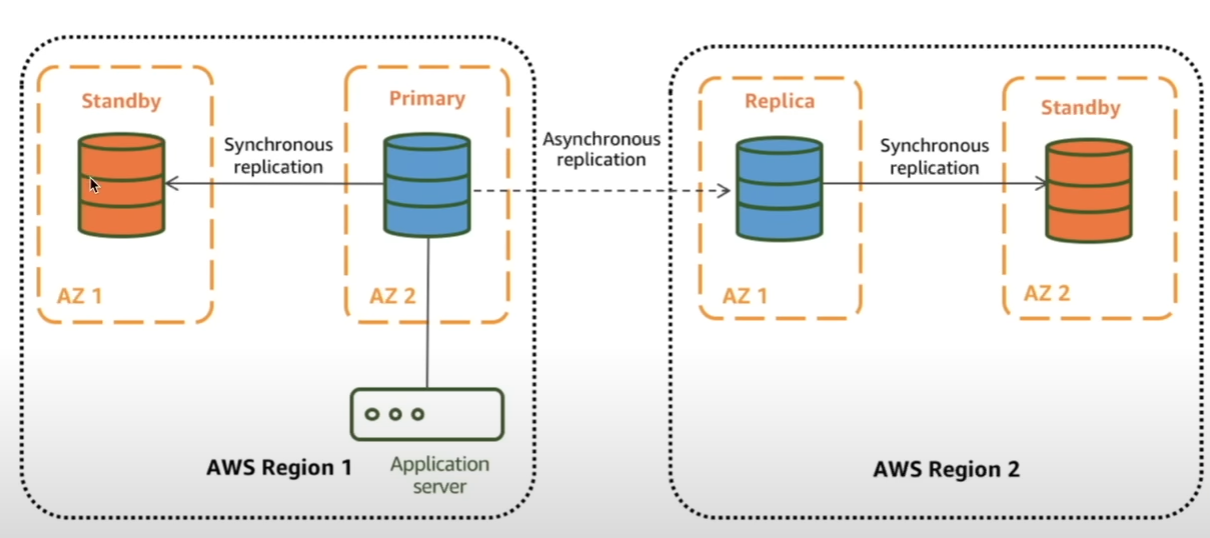 Standby
Synchronous
replication
Primary
AZ 1
AZ 2
Asynchronous
replication
Replica
Synchronous
replication
Standby
AZ 1
AZ 2
AWS Region 1
Application
server
AWS Region 2